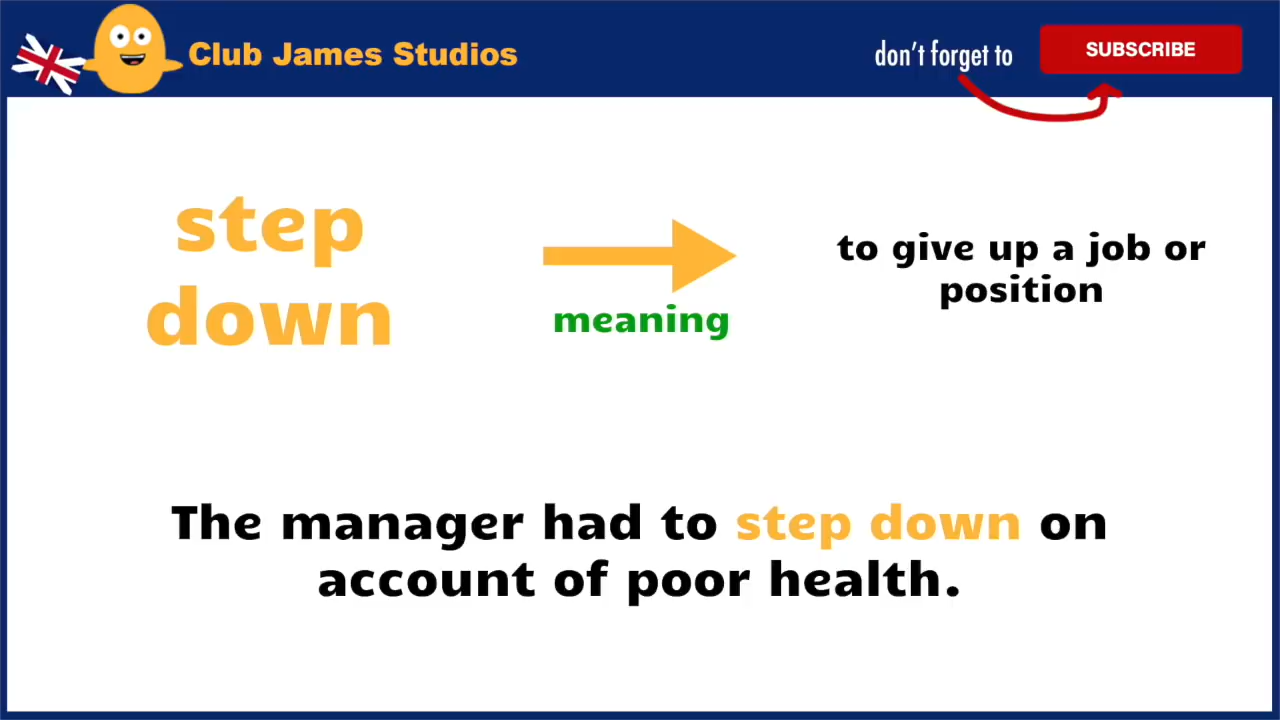 Club James Studios
don't forget to
SUBSCRIBE
step
down
meaning
to give up a job or
position
The manager had to step down on
account of poor health.